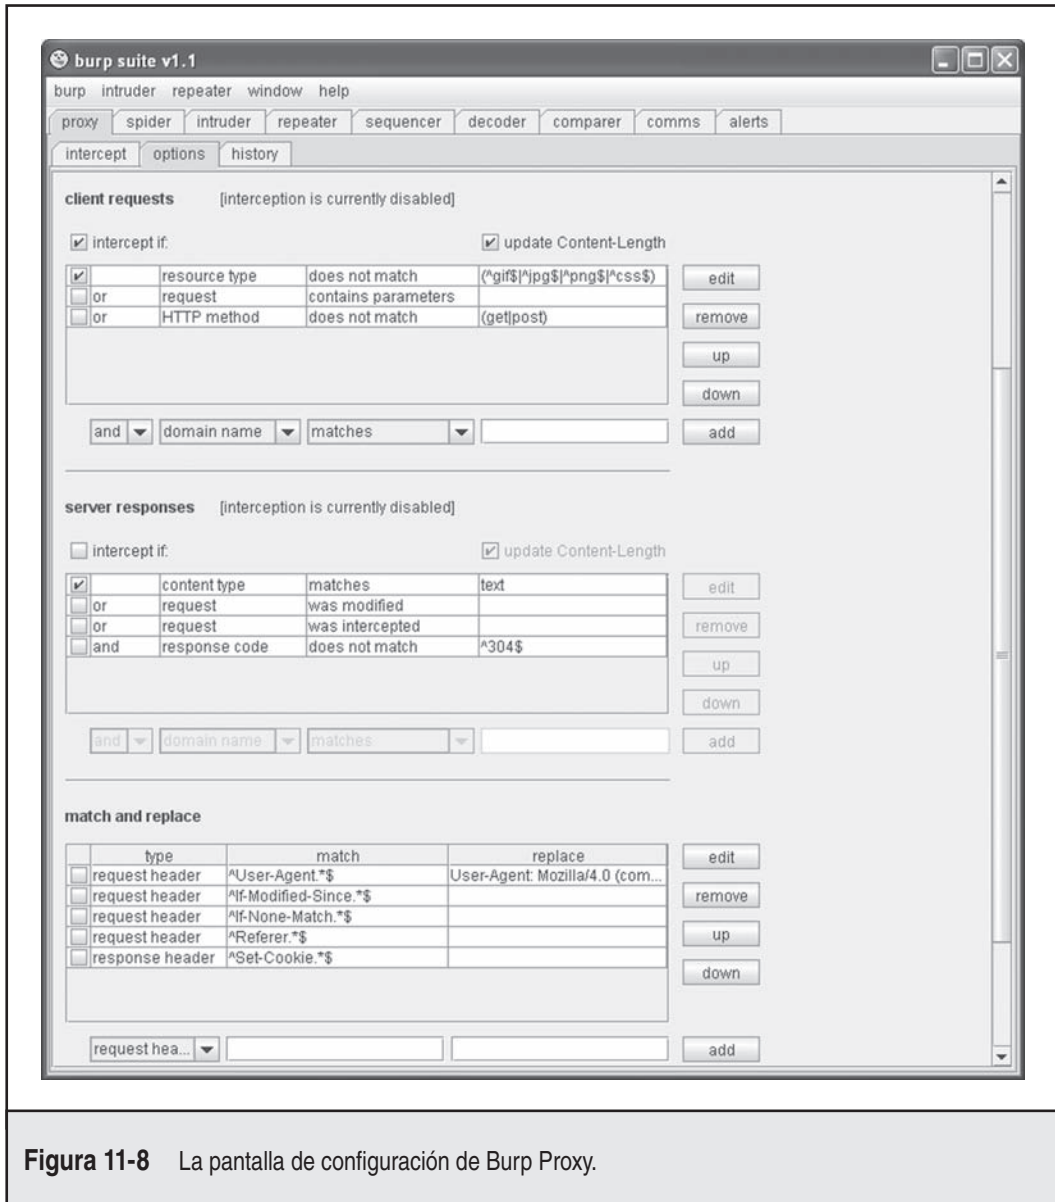 burp suite v1.1
burp intruder repeater window help
proxy spider intruder repeater sequencer decoder comparer comms alerts
intercept options history
client requests [interception is currently disabled]
intercept if: update Content-Length
resource type does not match (^gif$|^jpg$|^png$|^css$) edit
or request contains parameters
or HTTP method does not match (get|post) remove
up
down
and domain name matches add
server responses [interception is currently disabled]
intercept if: update Content-Length
content type matches text edit
or request was modified
or request was intercepted remove
and response code does not match ^304$
up
down
and domain name matches add
match and replace
type match replace edit
request header ^User-Agent.*$ User-Agent: Mozilla/4.0 (com...
request header ^If-Modified-Since.*$ remove
request header ^If-None-Match.*$
request header ^Referer.*$ up
response header ^Set-Cookie.*$
down
request hea... add
Figura 11-8 La pantalla de configuración de Burp Proxy.